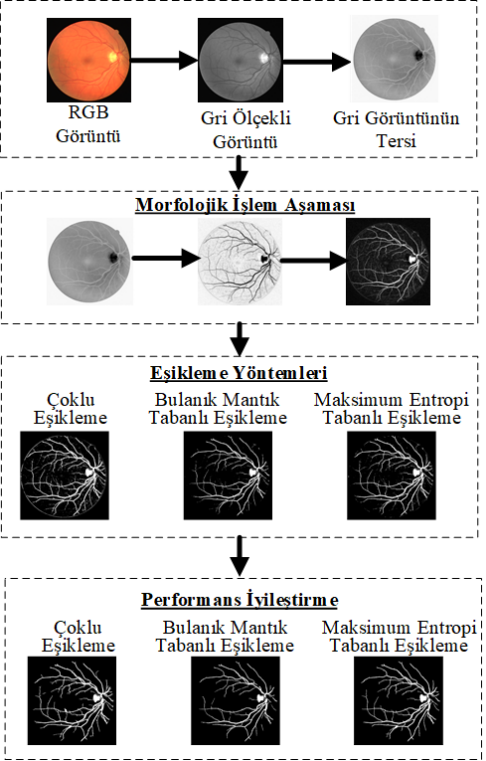 RGB
Görüntü
Gri Ölçekli
Görüntü
Gri Görüntünün
Tersi
Morfolojik İşlem Aşaması
Eşikleme Yöntemleri
Çoklu
Eşikleme
Bulanık Mantık
Tabanlı Eşikleme
Maksimum Entropi
Tabanlı Eşikleme
Performans İyileştirme
Çoklu
Eşikleme
Bulanık Mantık
Tabanlı Eşikleme
Maksimum Entropi
Tabanlı Eşikleme